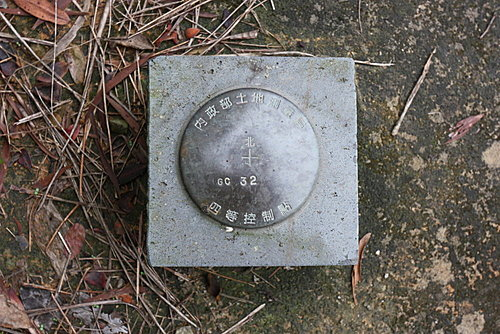 內政部土地測量局
北
GC 32
四等控制點